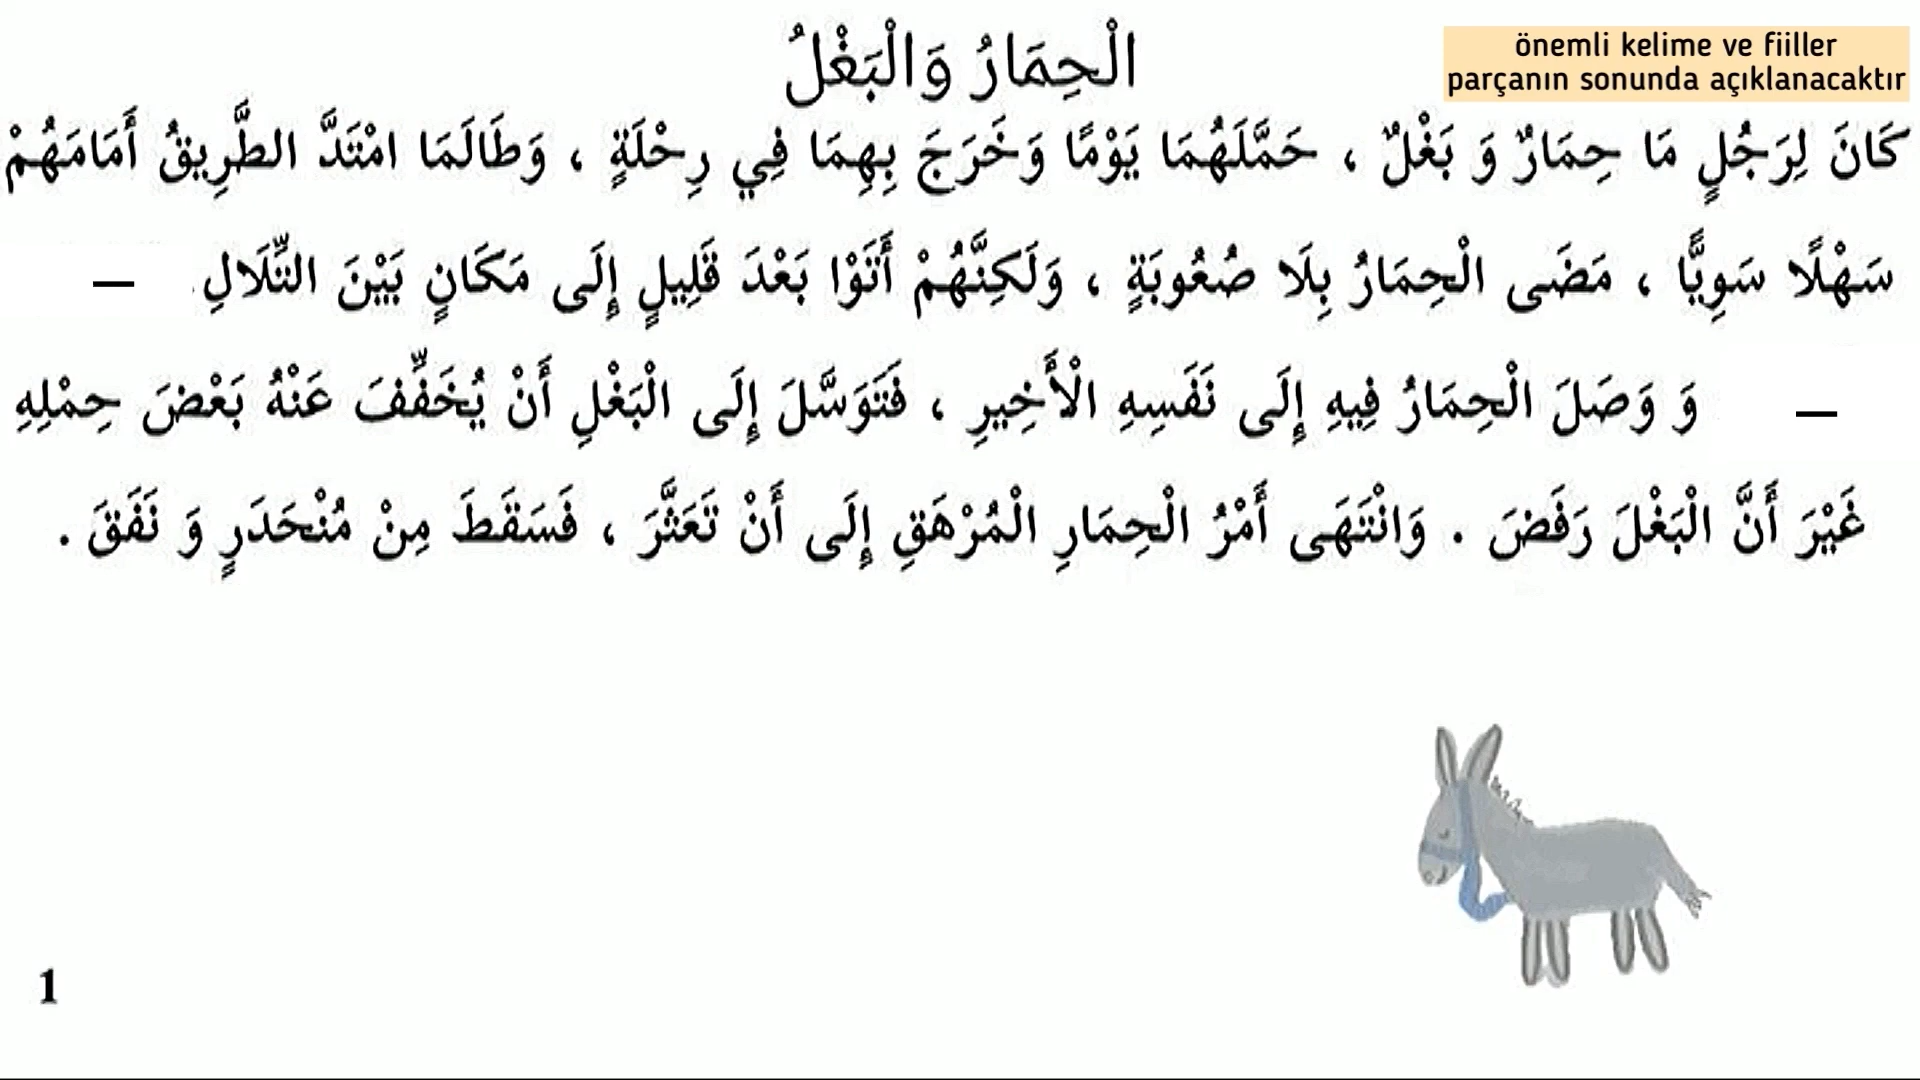 الْحِمَارُ وَالْبَغْلُ
önemli kelime ve fiiller
parçanın sonunda açıklanacaktır
كَانَ لِرَجُلٍ مَا حِمَارٌ وَ بَغْلٌ ، حَمَّلَهُمَا يَوْمًا وَخَرَجَ بِهِمَا فِي رِحْلَةٍ ، وَطَالَمَا امْتَدَّ الطَّرِيقُ أَمَامَهُمْ
سَهْلًا سَوِيًّا ، مَضَى الْحِمَارُ بِلَا صُعُوبَةٍ ، وَلَكِنَّهُمْ أَتَوْا بَعْدَ قَلِيلٍ إِلَى مَكَانٍ بَيْنَ التِّلَالِ –
– وَ وَصَلَ الْحِمَارُ فِيهِ إِلَى نَفَسِهِ الْأَخِيرِ ، فَتَوَسَّلَ إِلَى الْبَغْلِ أَنْ يُخَفِّفَ عَنْهُ بَعْضَ حِمْلِهِ
غَيْرَ أَنَّ الْبَغْلَ رَفَضَ . وَانْتَهَى أَمْرُ الْحِمَارِ الْمُرْهَقِ إِلَى أَنْ تَعَثَّرَ ، فَسَقَطَ مِنْ مُنْحَدَرٍ وَ نَفَقَ .
1